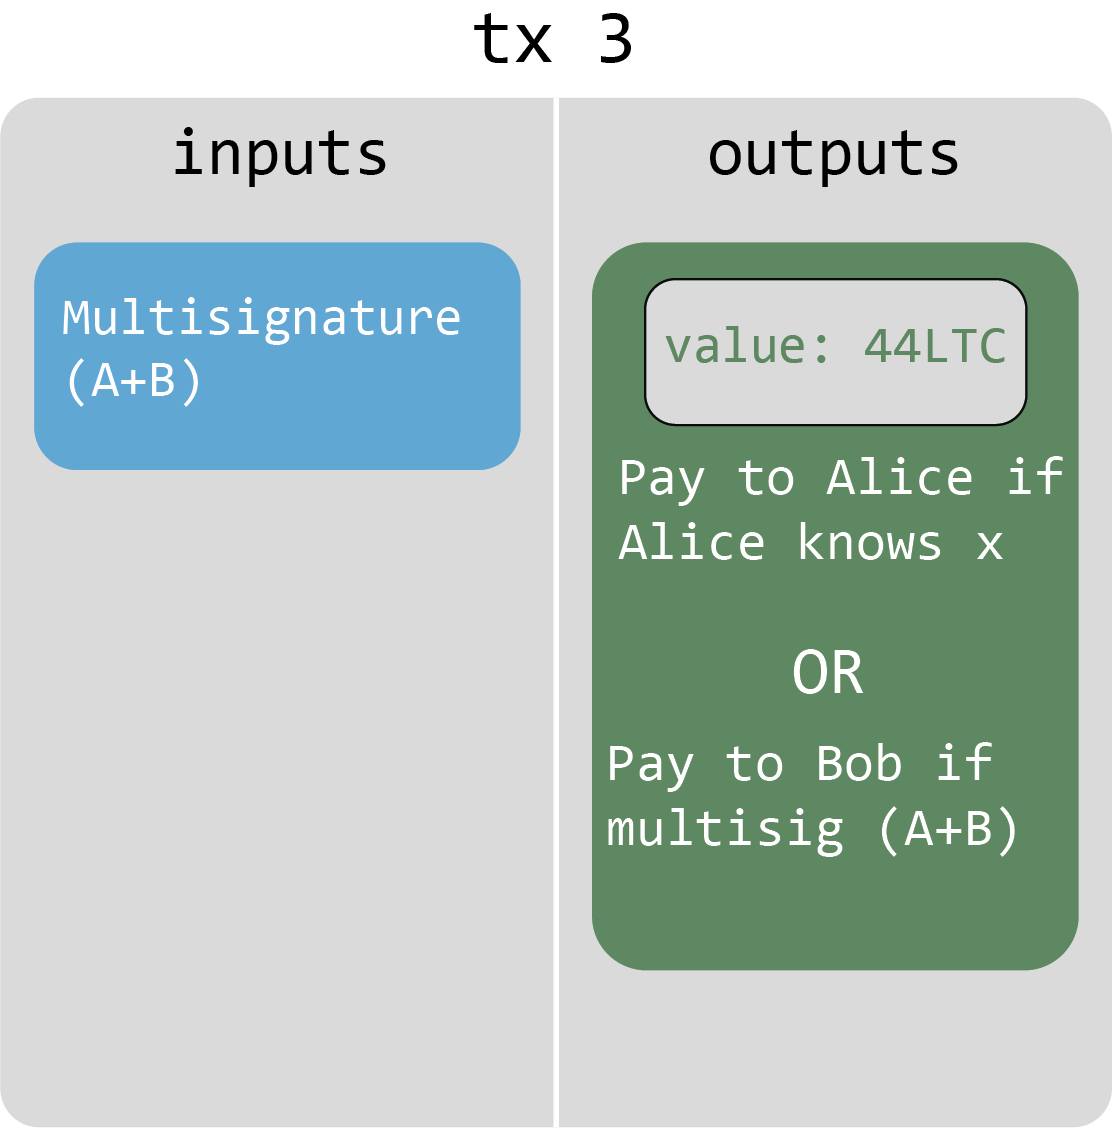 tx 3
inputs
outputs
Multisignature
(A+B)
value: 44LTC
Pay to Alice if
Alice knows x
OR
Pay to Bob if
multisig (A+B)